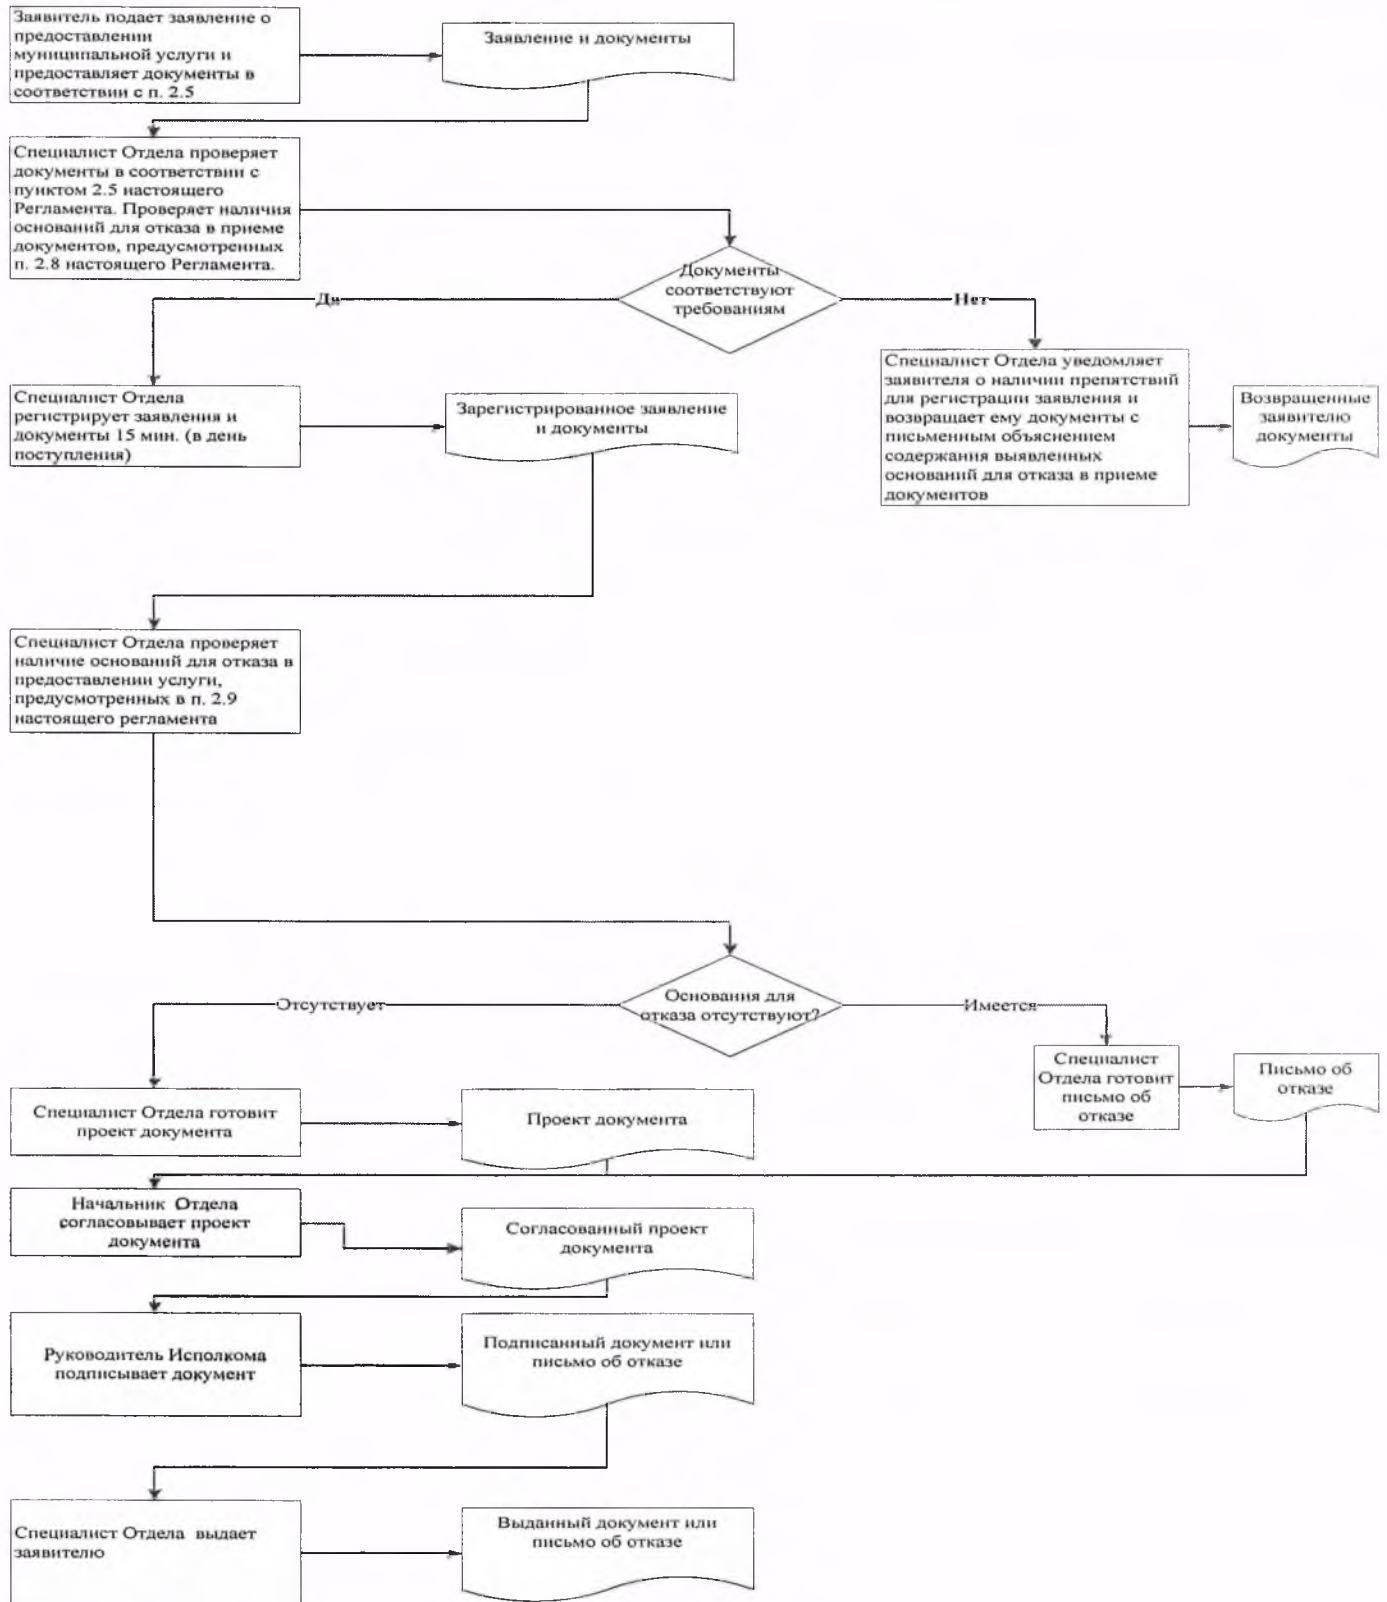 Заявитель подает заявление о
предоставлении
муниципальной услуги и
предоставляет документы в
соответствии с п. 2.5
Заявление и документы
Специалист Отдела проверяет
документы в соответствии с
пунктом 2.5 настоящего
Регламента. Проверяет наличия
оснований для отказа в приеме
документов, предусмотренных
п. 2.8 настоящего Регламента.
Документы
соответствуют
требованиям
Да
Нет
Специалист Отдела
регистрирует заявления и
документы 15 мин. (в день
поступления)
Зарегистрированное заявление
и документы
Специалист Отдела уведомляет
заявителя о наличии препятствий
для регистрации заявления и
возвращает ему документы с
письменным объяснением
содержания выявленных
оснований для отказа в приеме
документов
Возвращенные
заявителю
документы
Специалист Отдела проверяет
наличие оснований для отказа в
предоставлении услуги,
предусмотренных в п. 2.9
настоящего регламента
Основания для
отказа отсутствуют?
Отсутствует
Имеется
Специалист
Отдела готовит
письмо об
отказе
Письмо об
отказе
Специалист Отдела готовит
проект документа
Проект документа
Начальник Отдела
согласовывает проект
документа
Согласованный проект
документа
Руководитель Исполкома
подписывает документ
Подписанный документ или
письмо об отказе
Специалист Отдела выдает
заявителю
Выданный документ или
письмо об отказе